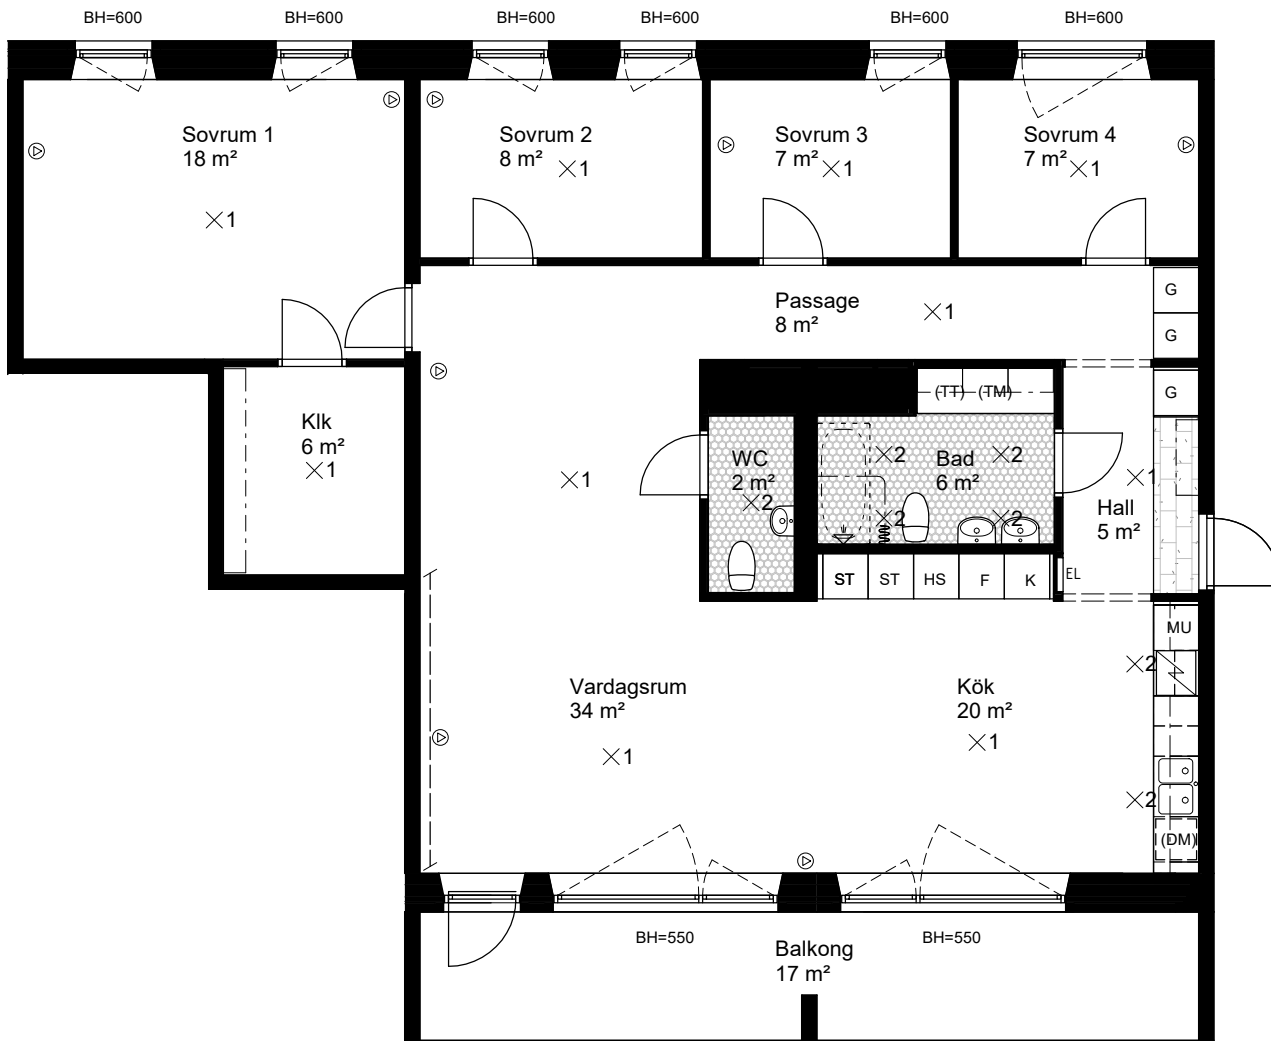 BH=600
BH=600
BH=600
BH=600
BH=600
BH=600
Sovrum 1
18 m²
1
Sovrum 2
8 m²
1
Sovrum 3
7 m²
1
Sovrum 4
7 m²
1
Passage
8 m²
1
G
G
G
(TT)
(TM)
Klk
6 m²
1
1
WC
2 m²
2
Bad
6 m²
2
2
2
2
1
Hall
5 m²
ST
ST
HS
F
K
EL
MU
2
Vardagsrum
34 m²
1
Kök
20 m²
1
2
(DM)
BH=550
BH=550
Balkong
17 m²